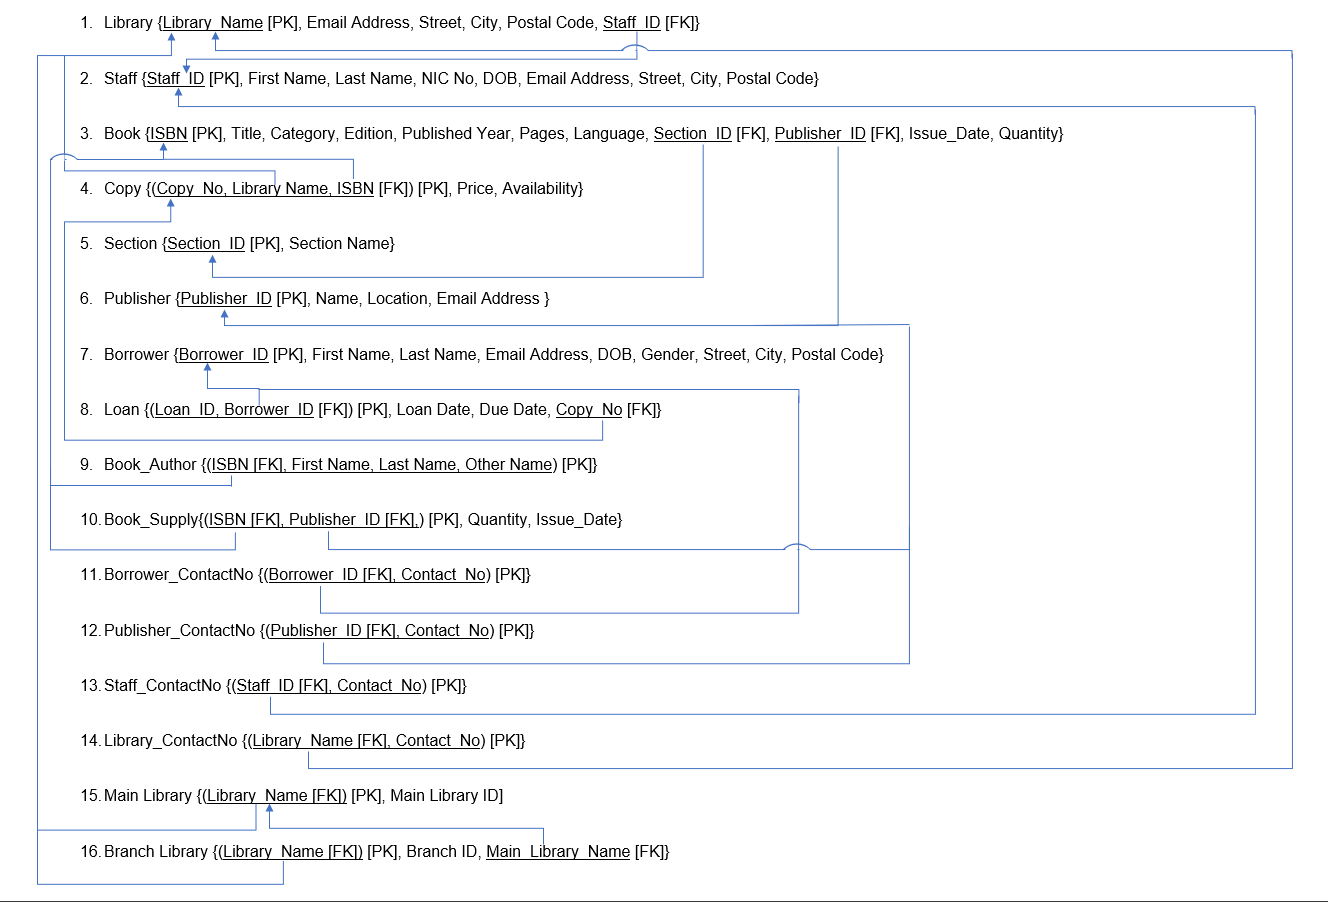 1. Library {Library_Name [PK], Email Address, Street, City, Postal Code, Staff_ID [FK]}
2. Staff {Staff_ID [PK], First Name, Last Name, NIC No, DOB, Email Address, Street, City, Postal Code}
3. Book {ISBN [PK], Title, Category, Edition, Published Year, Pages, Language, Section_ID [FK], Publisher_ID [FK], Issue_Date, Quantity}
4. Copy {(Copy_No, Library Name, ISBN [FK]) [PK], Price, Availability}
5. Section {Section_ID [PK], Section Name}
6. Publisher {Publisher_ID [PK], Name, Location, Email Address }
7. Borrower {Borrower_ID [PK], First Name, Last Name, Email Address, DOB, Gender, Street, City, Postal Code}
8. Loan {(Loan_ID, Borrower_ID [FK]) [PK], Loan Date, Due Date, Copy_No [FK]}
9. Book_Author {(ISBN [FK], First Name, Last Name, Other Name) [PK]}
10. Book_Supply{(ISBN [FK], Publisher_ID [FK],) [PK], Quantity, Issue_Date}
11. Borrower_ContactNo {(Borrower_ID [FK], Contact_No) [PK]}
12. Publisher_ContactNo {(Publisher_ID [FK], Contact_No) [PK]}
13. Staff_ContactNo {(Staff_ID [FK], Contact_No) [PK]}
14. Library_ContactNo {(Library_Name [FK], Contact_No) [PK]}
15. Main Library {(Library_Name [FK]) [PK], Main Library ID]
16. Branch Library {(Library_Name [FK]) [PK], Branch ID, Main_Library_Name [FK]}